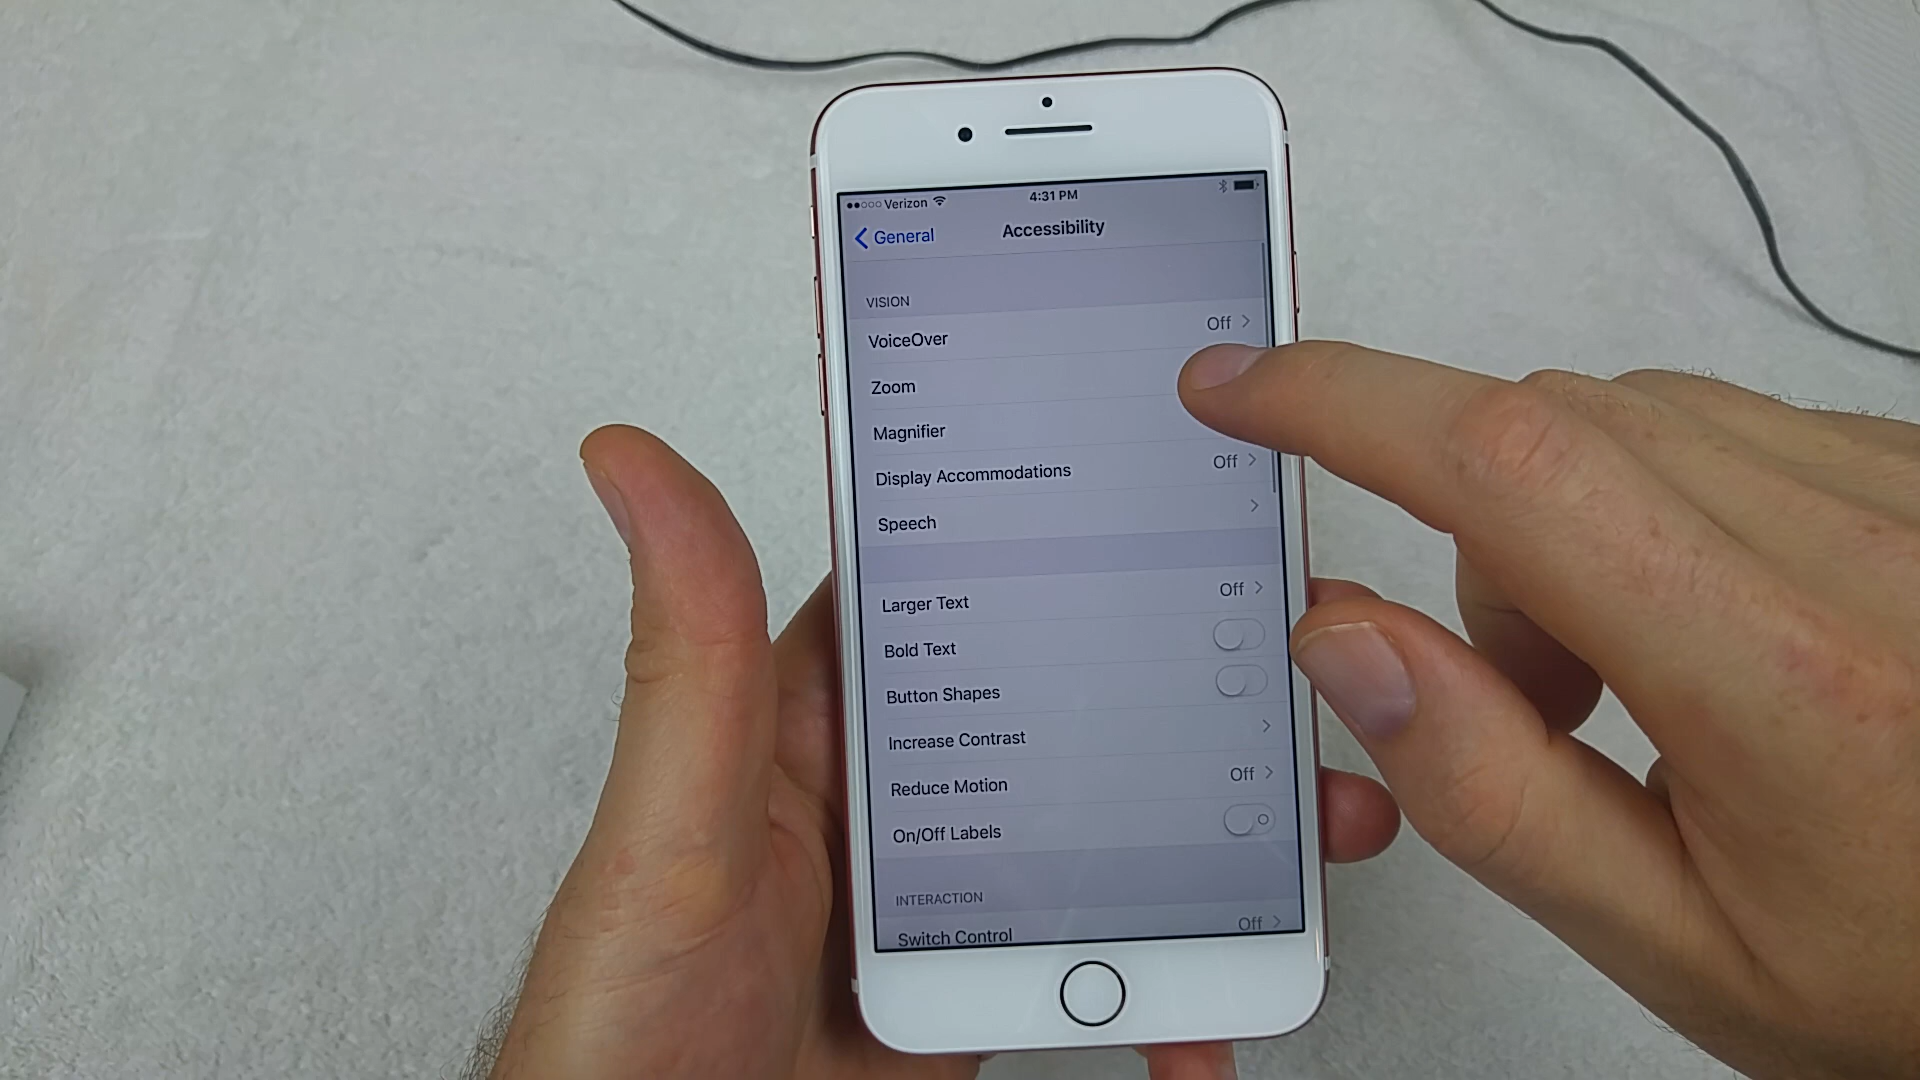 Verizon 4:31 PM
General Accessibility
VISION
VoiceOver Off
Zoom
Magnifier
Display Accommodations Off
Speech
Larger Text Off
Bold Text
Button Shapes
Increase Contrast
Reduce Motion Off
On/Off Labels
INTERACTION
Switch Control Off